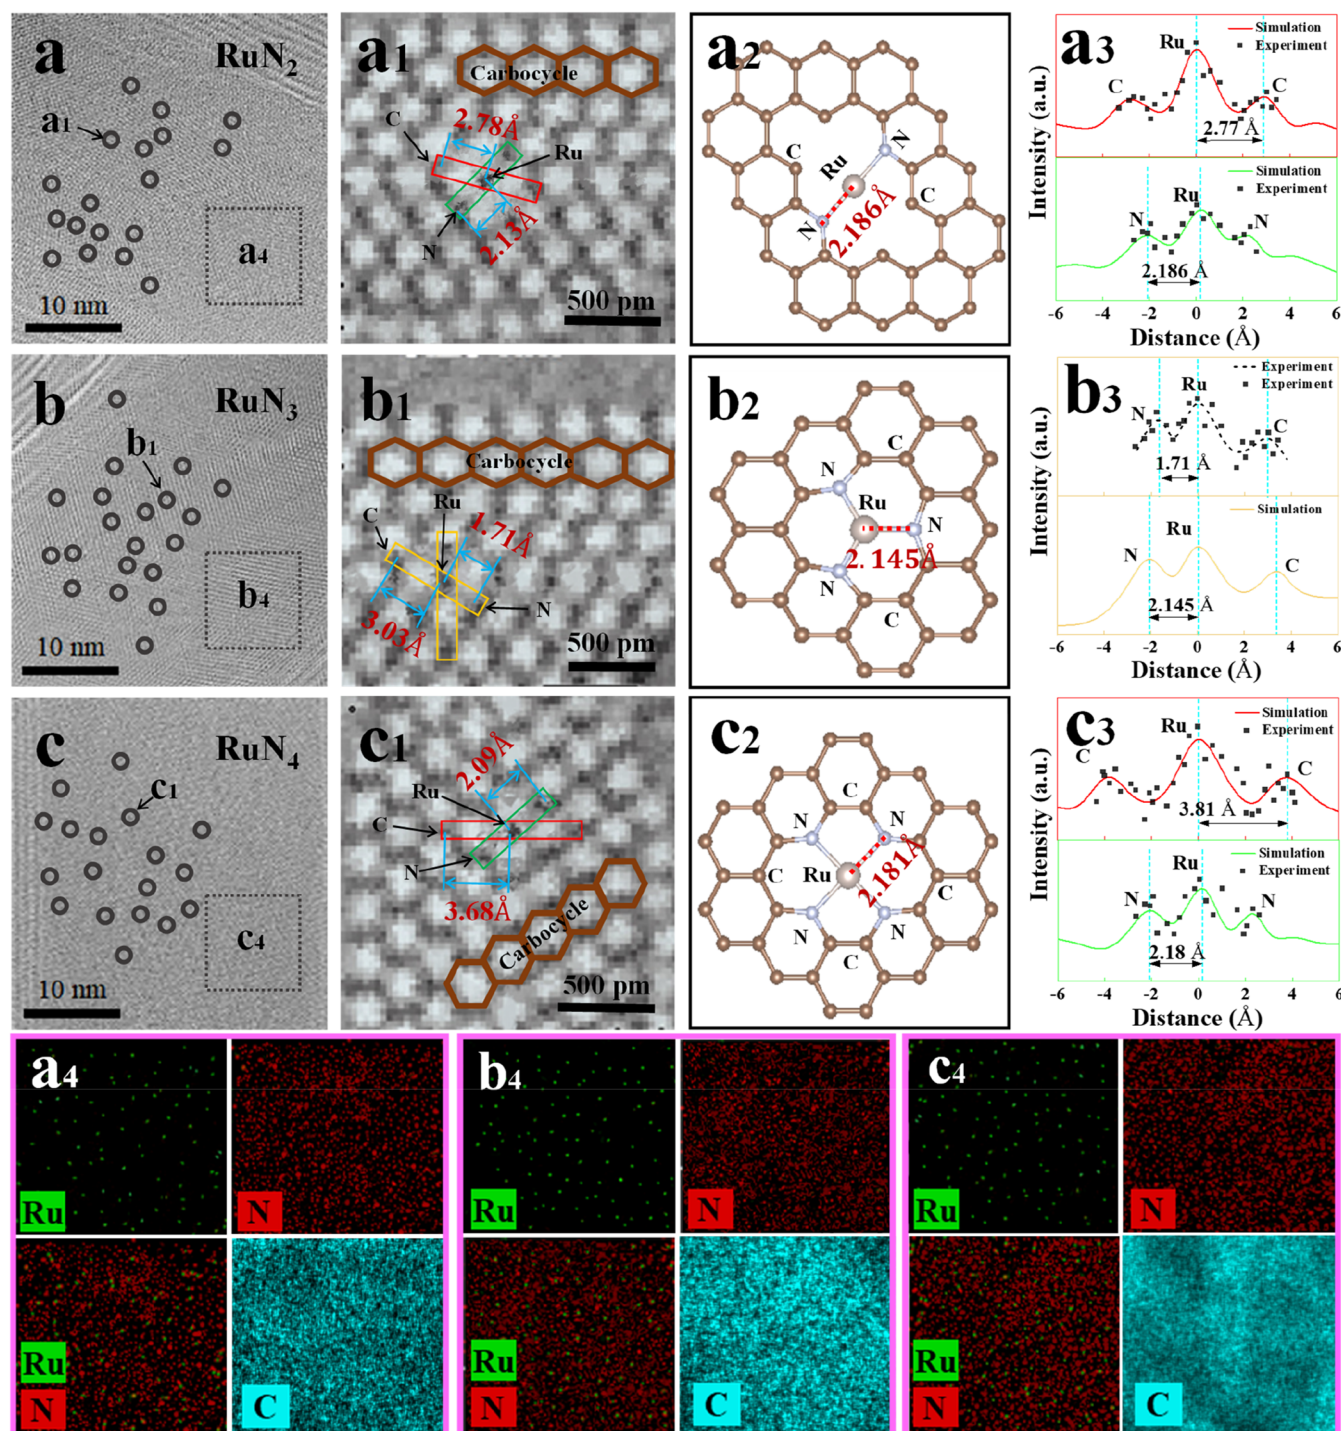 a
RuN2
a1
a4
10 nm
a1
Carbocycle
C
2.78Å
Ru
N
2.13Å
500 pm
a2
N
C
Ru
C
N
2.186Å
a3
Simulation
Experiment
Ru
C
C
2.77 Å
Simulation
Experiment
Ru
N
N
2.186 Å
Intensity (a.u.)
-6 -4 -2 0 2 4 6
Distance (Å)
b
RuN3
b1
b4
10 nm
b1
Carbocycle
Ru
C
1.71Å
N
3.03Å
500 pm
b2
C
N
Ru
N
2.145Å
N
C
b3
Experiment
Experiment
Ru
N
C
1.71 Å
Simulation
Ru
N
C
2.145 Å
Intensity (a.u.)
-6 -4 -2 0 2 4 6
Distance (Å)
c
RuN4
c1
c4
10 nm
c1
2.09Å
Ru
C
N
3.68Å
Carbocycle
500 pm
c2
C
N
N
C
Ru
2.181Å
C
N
N
C
c3
Simulation
Experiment
Ru
C
C
3.81 Å
Simulation
Experiment
Ru
N
N
2.18 Å
Intensity (a.u.)
-6 -4 -2 0 2 4 6
Distance (Å)
a4
Ru
N
Ru
N
C
b4
Ru
N
Ru
N
C
c4
Ru
N
Ru
N
C